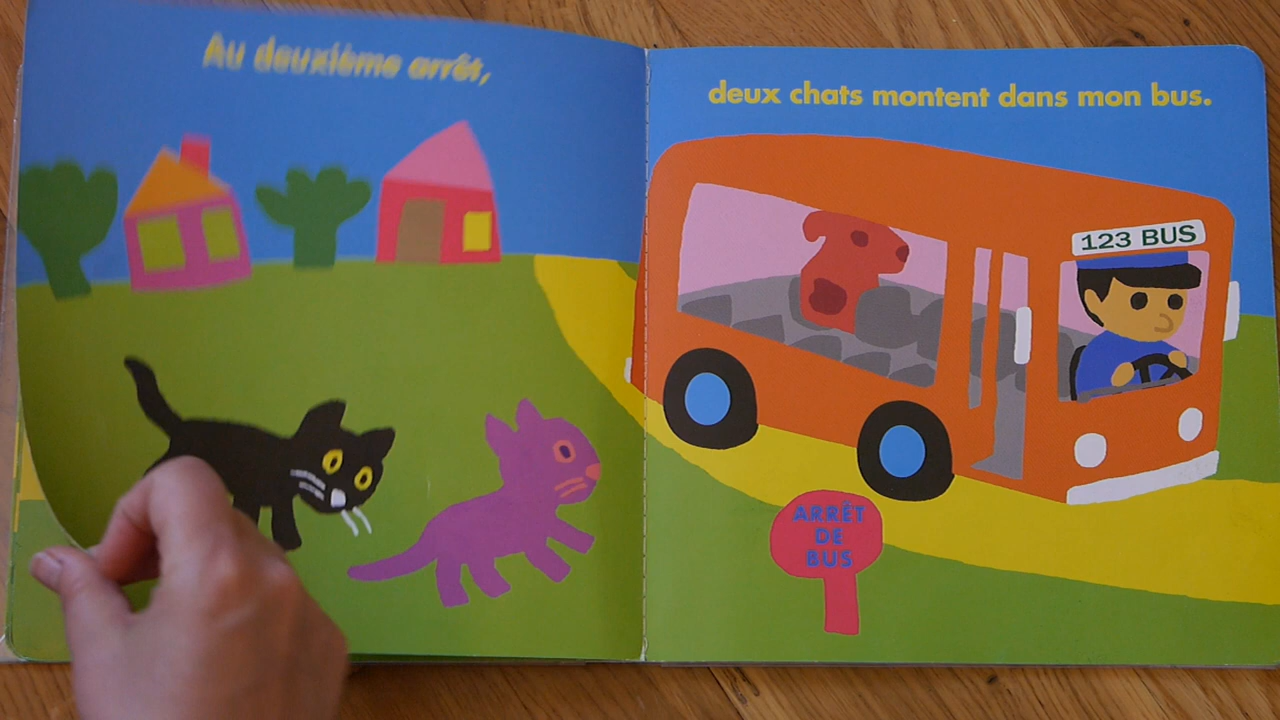 Au deuxième arrêt,
deux chats montent dans mon bus.
123 BUS
ARRÊT
DE
BUS